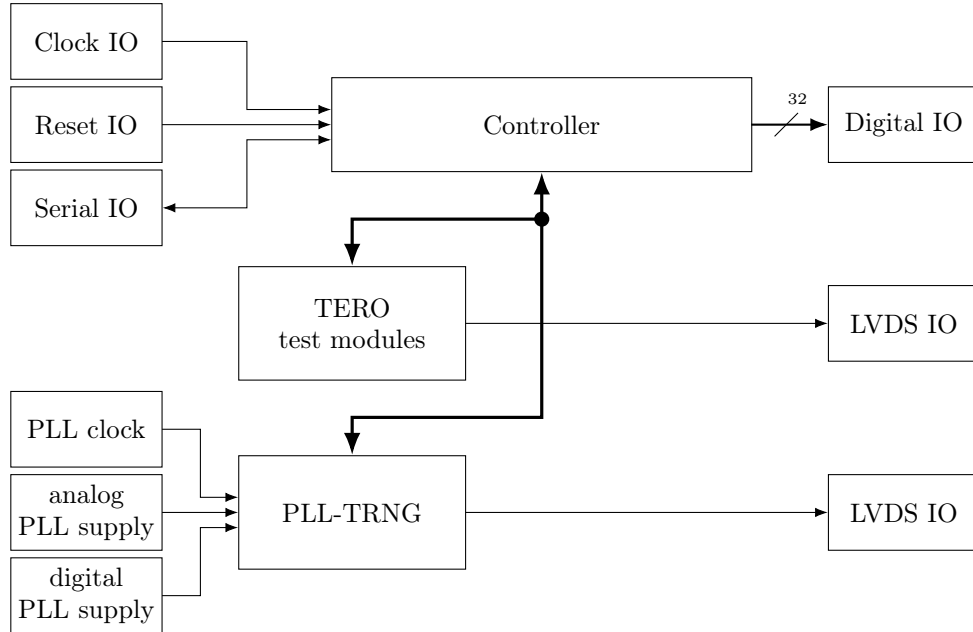 Clock IO
Reset IO
Serial IO
Controller
32
Digital IO
TERO
test modules
LVDS IO
PLL clock
analog
PLL supply
digital
PLL supply
PLL-TRNG
LVDS IO